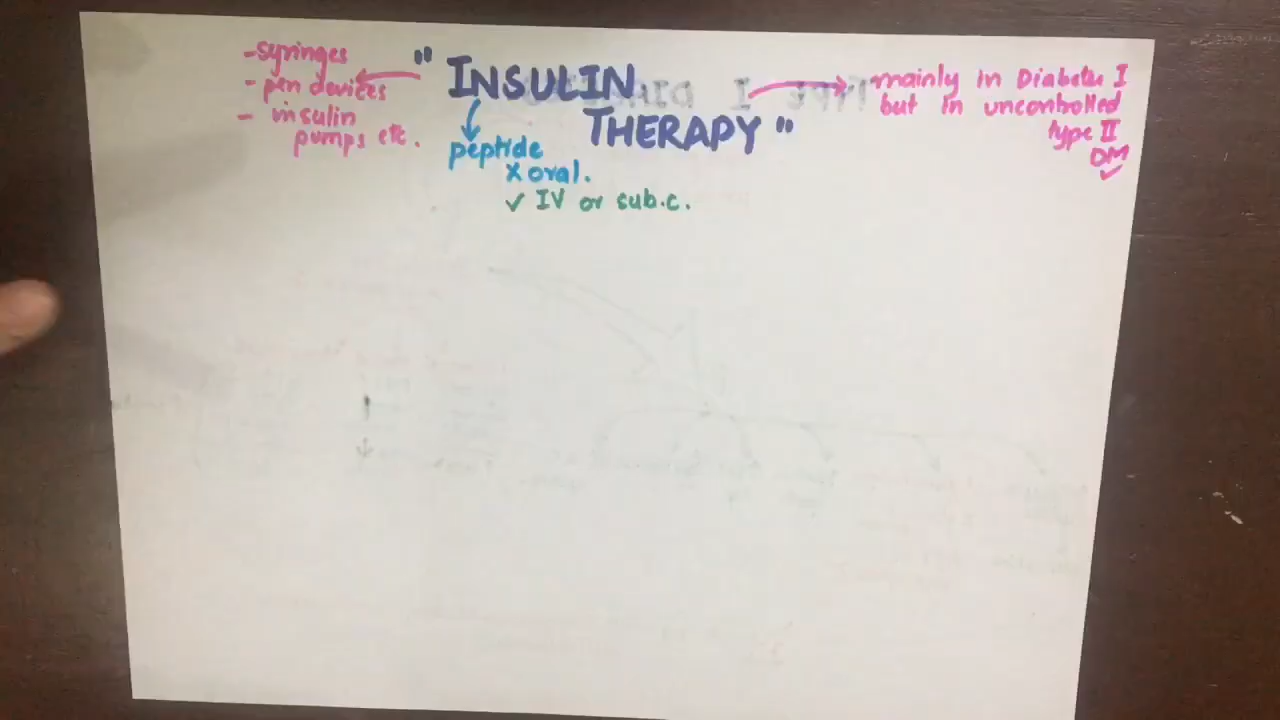 -syringes
- pen devices
- insulin
pumps etc.
" INSULIN
THERAPY "
peptide
x oral.
✓ IV or sub.c.
mainly in Diabetes I
but in uncontrolled
type II
DM
✓